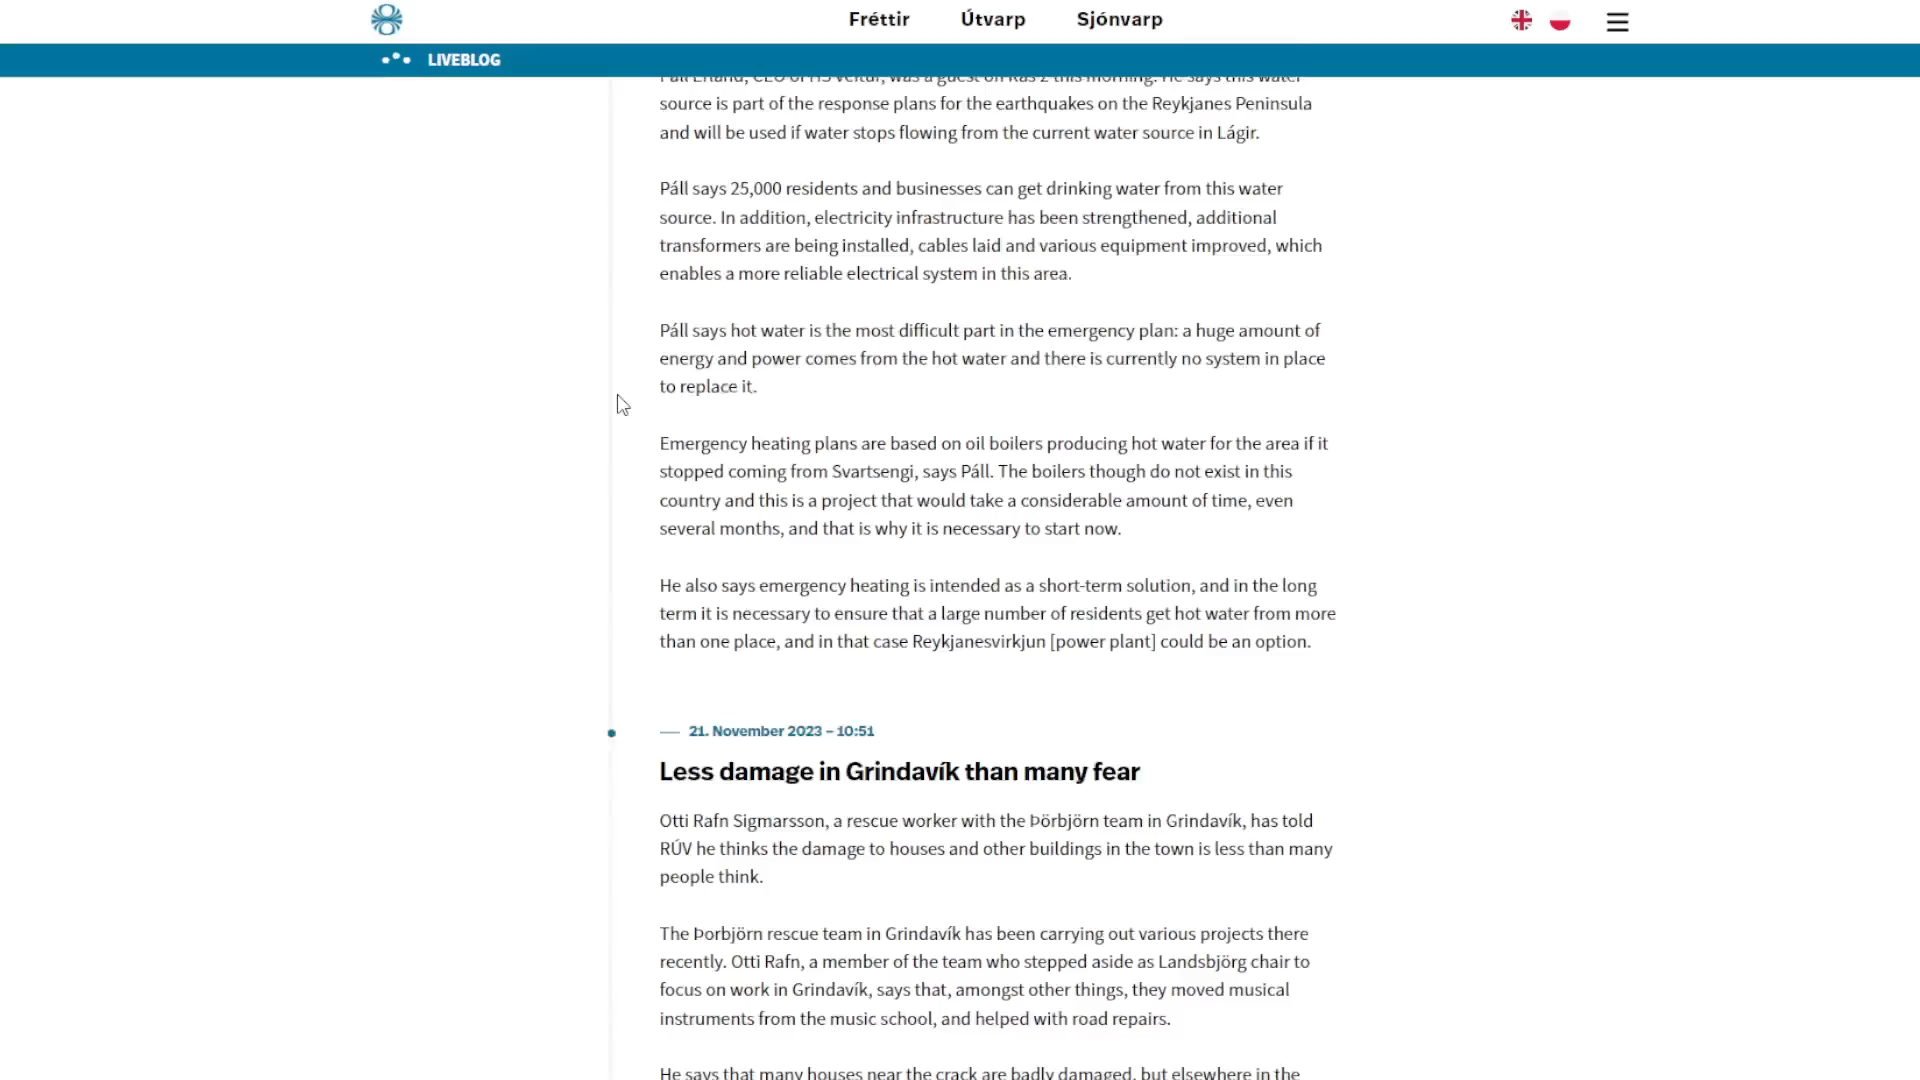 Fréttir Útvarp Sjónvarp
LIVEBLOG
Páll Erland, CEO of HS Veitur, was a guest on Rás 2 this morning. He says this water
source is part of the response plans for the earthquakes on the Reykjanes Peninsula
and will be used if water stops flowing from the current water source in Lágir.
Páll says 25,000 residents and businesses can get drinking water from this water
source. In addition, electricity infrastructure has been strengthened, additional
transformers are being installed, cables laid and various equipment improved, which
enables a more reliable electrical system in this area.
Páll says hot water is the most difficult part in the emergency plan: a huge amount of
energy and power comes from the hot water and there is currently no system in place
to replace it.
Emergency heating plans are based on oil boilers producing hot water for the area if it
stopped coming from Svartsengi, says Páll. The boilers though do not exist in this
country and this is a project that would take a considerable amount of time, even
several months, and that is why it is necessary to start now.
He also says emergency heating is intended as a short-term solution, and in the long
term it is necessary to ensure that a large number of residents get hot water from more
than one place, and in that case Reykjanesvirkjun [power plant] could be an option.
21. November 2023 – 10:51
Less damage in Grindavík than many fear
Otti Rafn Sigmarsson, a rescue worker with the Þörbjörn team in Grindavík, has told
RÚV he thinks the damage to houses and other buildings in the town is less than many
people think.
The Þorbjörn rescue team in Grindavík has been carrying out various projects there
recently. Otti Rafn, a member of the team who stepped aside as Landsbjörg chair to
focus on work in Grindavík, says that, amongst other things, they moved musical
instruments from the music school, and helped with road repairs.
He says that many houses near the crack are badly damaged, but elsewhere in the